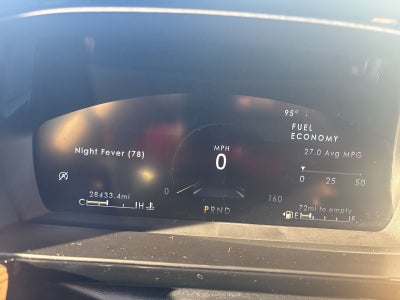 95°
FUEL
ECONOMY
Night Fever (78)
MPH
0
27.0 Avg MPG
0 25 50
28433.4mi
0
160
C H
PRND
72mi to empty
E F